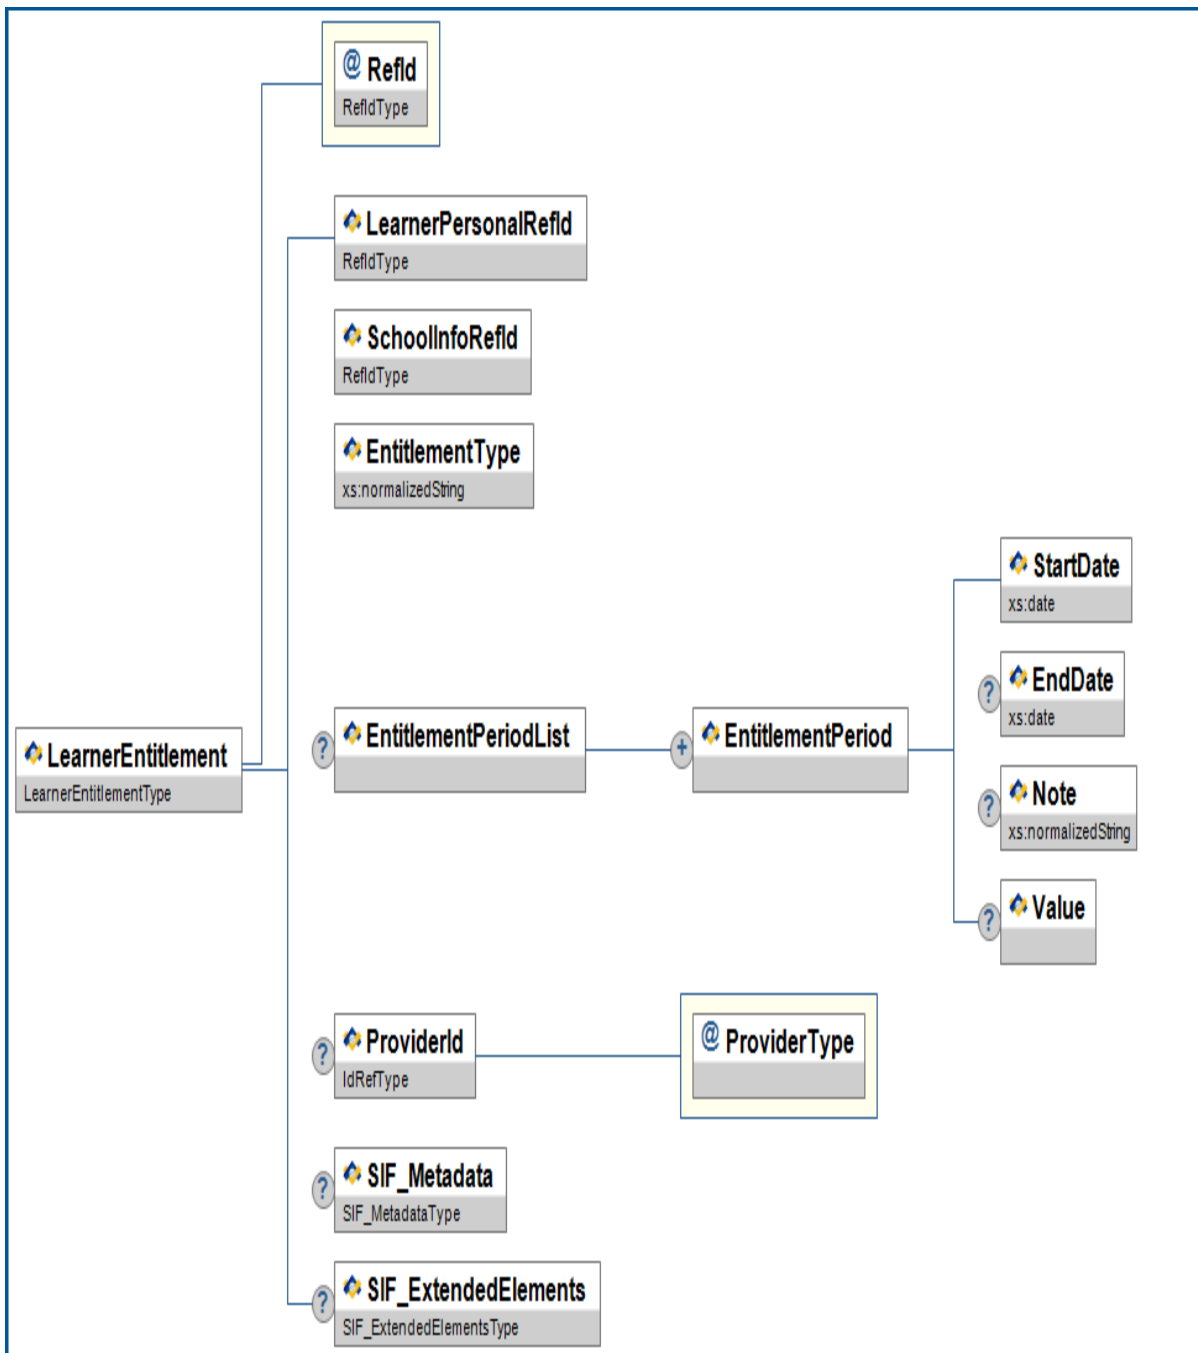 @ RefId
RefIdType
LearnerPersonalRefId
RefIdType
SchoolInfoRefId
RefIdType
EntitlementType
xs:normalizedString
StartDate
xs:date
? EndDate
xs:date
LearnerEntitlement
LearnerEntitlementType
? EntitlementPeriodList
+ EntitlementPeriod
? Note
xs:normalizedString
? Value
? ProviderId
IdRefType
@ ProviderType
? SIF_Metadata
SIF_MetadataType
? SIF_ExtendedElements
SIF_ExtendedElementsType